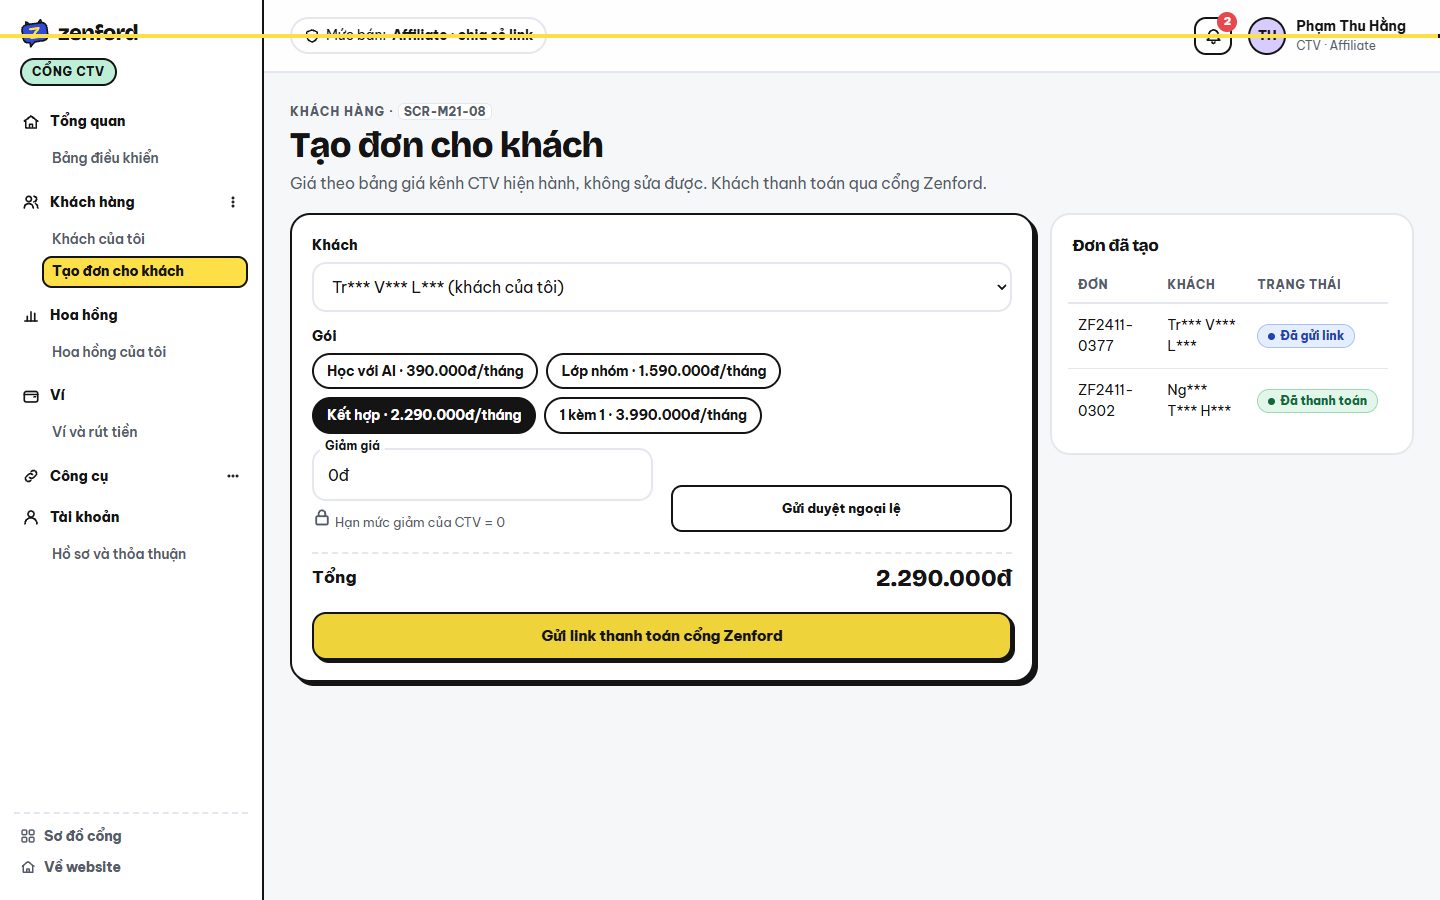 zenford
CỔNG CTV
Tổng quan
Bảng điều khiển
Khách hàng
Khách của tôi
Tạo đơn cho khách
Hoa hồng
Hoa hồng của tôi
Ví
Ví và rút tiền
Công cụ
Tài khoản
Hồ sơ và thỏa thuận
Sơ đồ cổng
Về website
Mức bán: Affiliate · chia sẻ link
2
TH
Phạm Thu Hằng
CTV · Affiliate
KHÁCH HÀNG · SCR-M21-08
Tạo đơn cho khách
Giá theo bảng giá kênh CTV hiện hành, không sửa được. Khách thanh toán qua cổng Zenford.
Khách
Tr*** V*** L*** (khách của tôi)
Gói
Học với AI · 390.000đ/tháng
Lớp nhóm · 1.590.000đ/tháng
Kết hợp · 2.290.000đ/tháng
1 kèm 1 · 3.990.000đ/tháng
Giảm giá
0đ
Hạn mức giảm của CTV = 0
Gửi duyệt ngoại lệ
Tổng 2.290.000đ
Gửi link thanh toán cổng Zenford
Đơn đã tạo
ĐƠN KHÁCH TRẠNG THÁI
ZF2411-0377 Tr*** V*** L*** Đã gửi link
ZF2411-0302 Ng*** T*** H*** Đã thanh toán